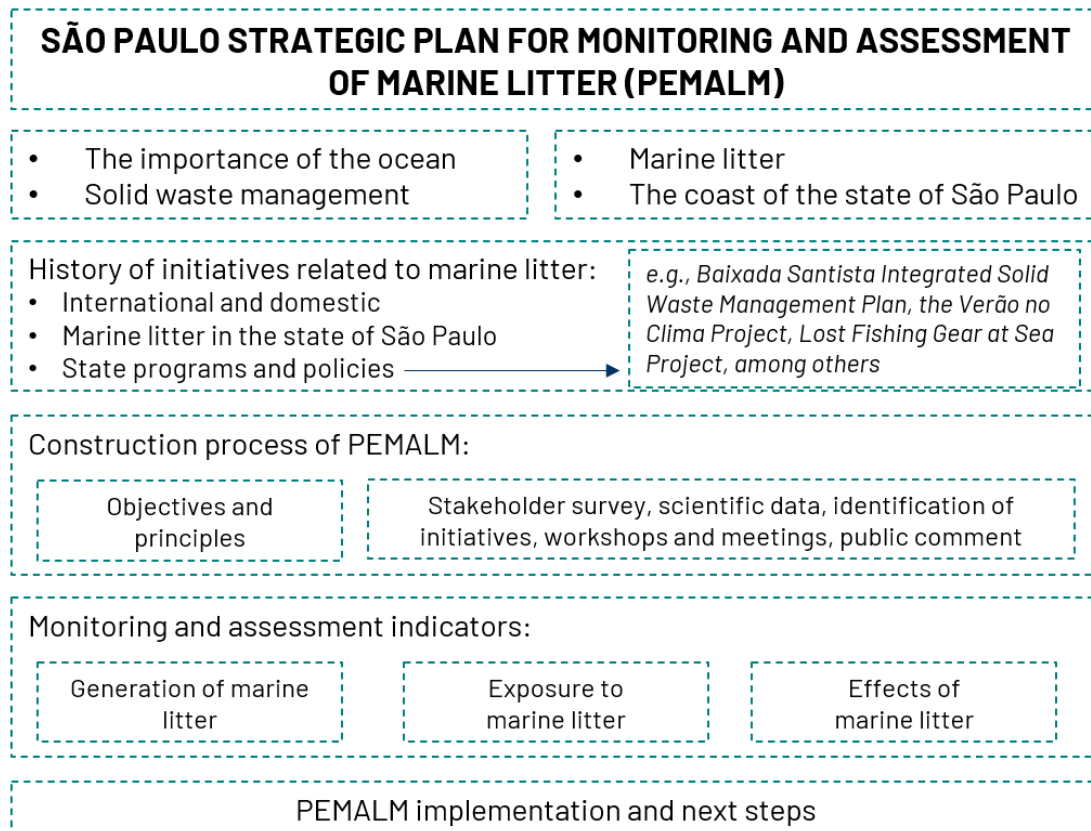 SÃO PAULO STRATEGIC PLAN FOR MONITORING AND ASSESSMENT
OF MARINE LITTER (PEMALM)
• The importance of the ocean
• Solid waste management
• Marine litter
• The coast of the state of São Paulo
History of initiatives related to marine litter:
• International and domestic
• Marine litter in the state of São Paulo
• State programs and policies
e.g., Baixada Santista Integrated Solid
Waste Management Plan, the Verão no
Clima Project, Lost Fishing Gear at Sea
Project, among others
Construction process of PEMALM:
Objectives and
principles
Stakeholder survey, scientific data, identification of
initiatives, workshops and meetings, public comment
Monitoring and assessment indicators:
Generation of marine
litter
Exposure to
marine litter
Effects of
marine litter
PEMALM implementation and next steps